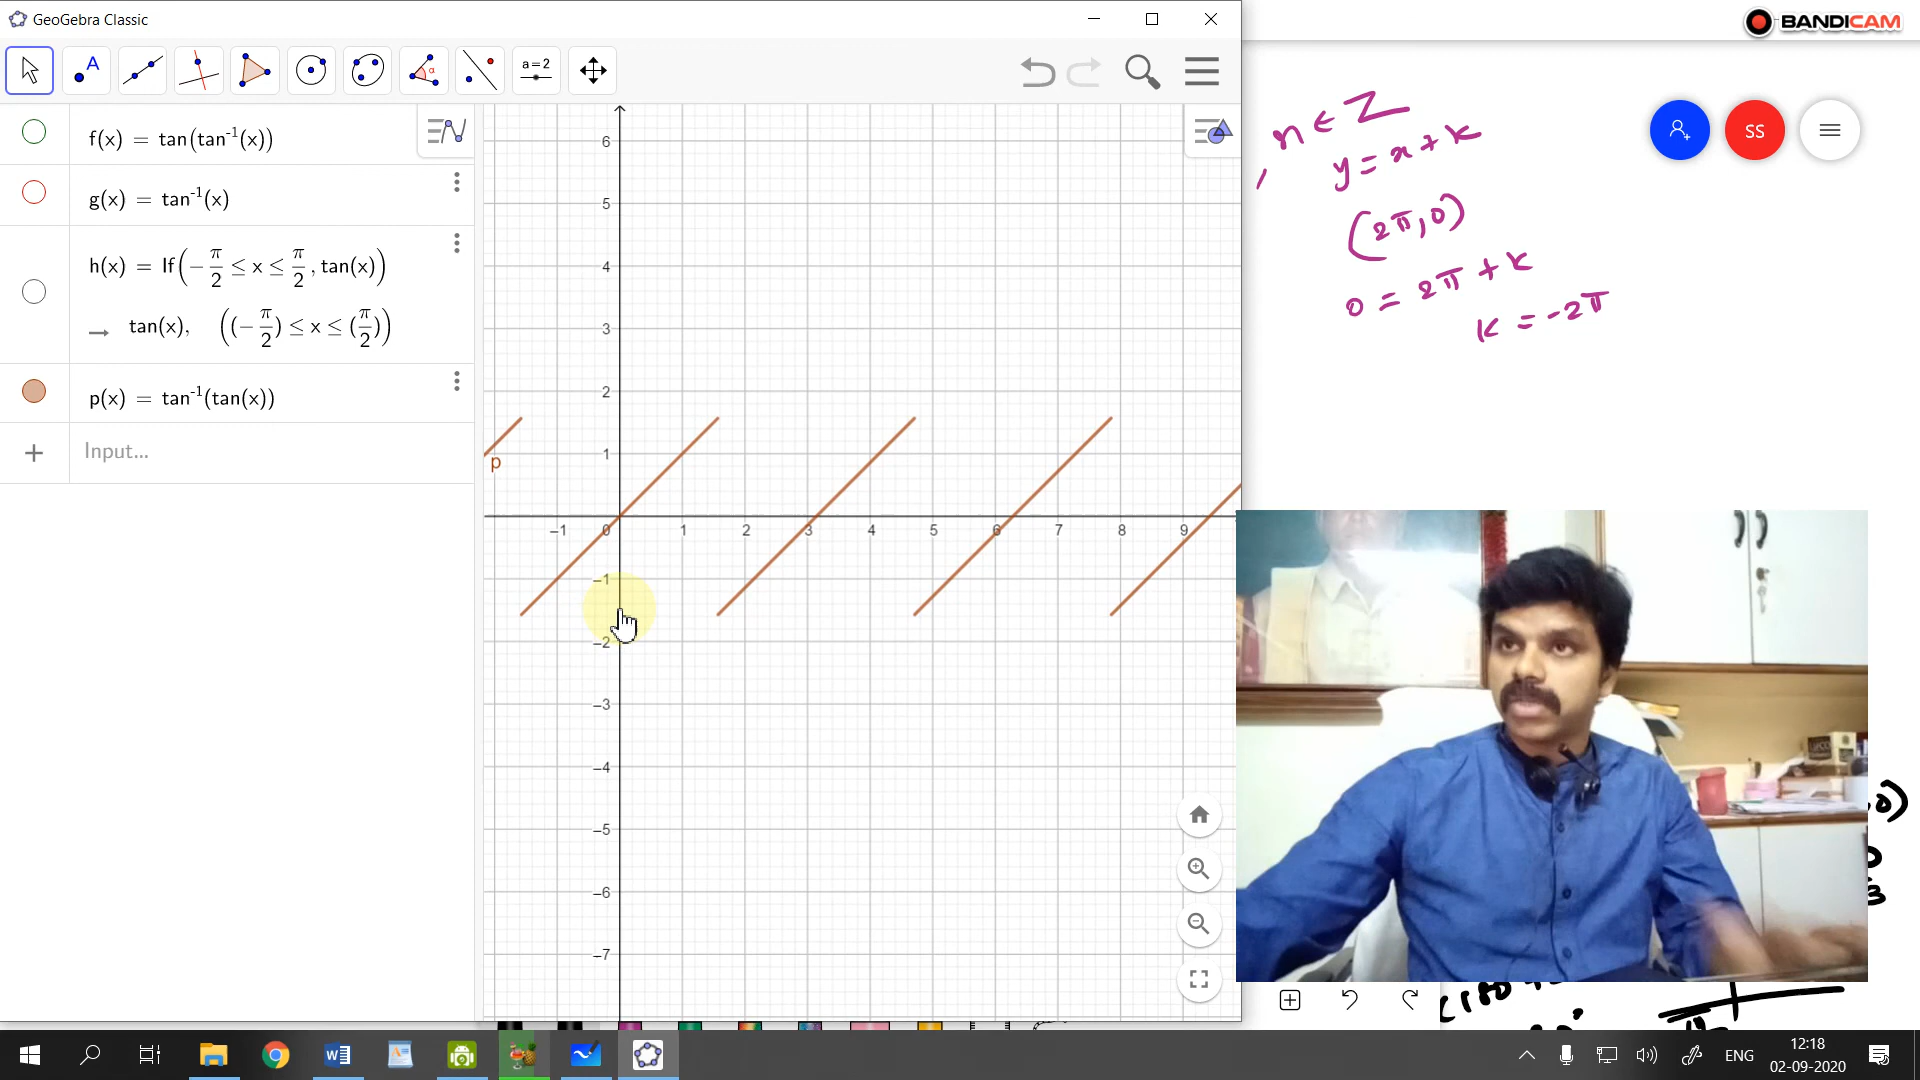 GeoGebra Classic
BANDICAM
A
α
a = 2
f(x) = tan(tan⁻¹(x))
g(x) = tan⁻¹(x)
h(x) = If(−π/2 ≤ x ≤ π/2, tan(x))
→ tan(x), ((−π/2) ≤ x ≤ (π/2))
p(x) = tan⁻¹(tan(x))
+ Input...
6
5
4
3
2
1
p
−1 0 1 2 3 4 5 6 7 8 9
−1
−2
−3
−4
−5
−6
−7
, n ∈ Z
y = x + k
(2π, 0)
0 = 2π + k
k = −2π
SS
ENG
12:18
02-09-2020